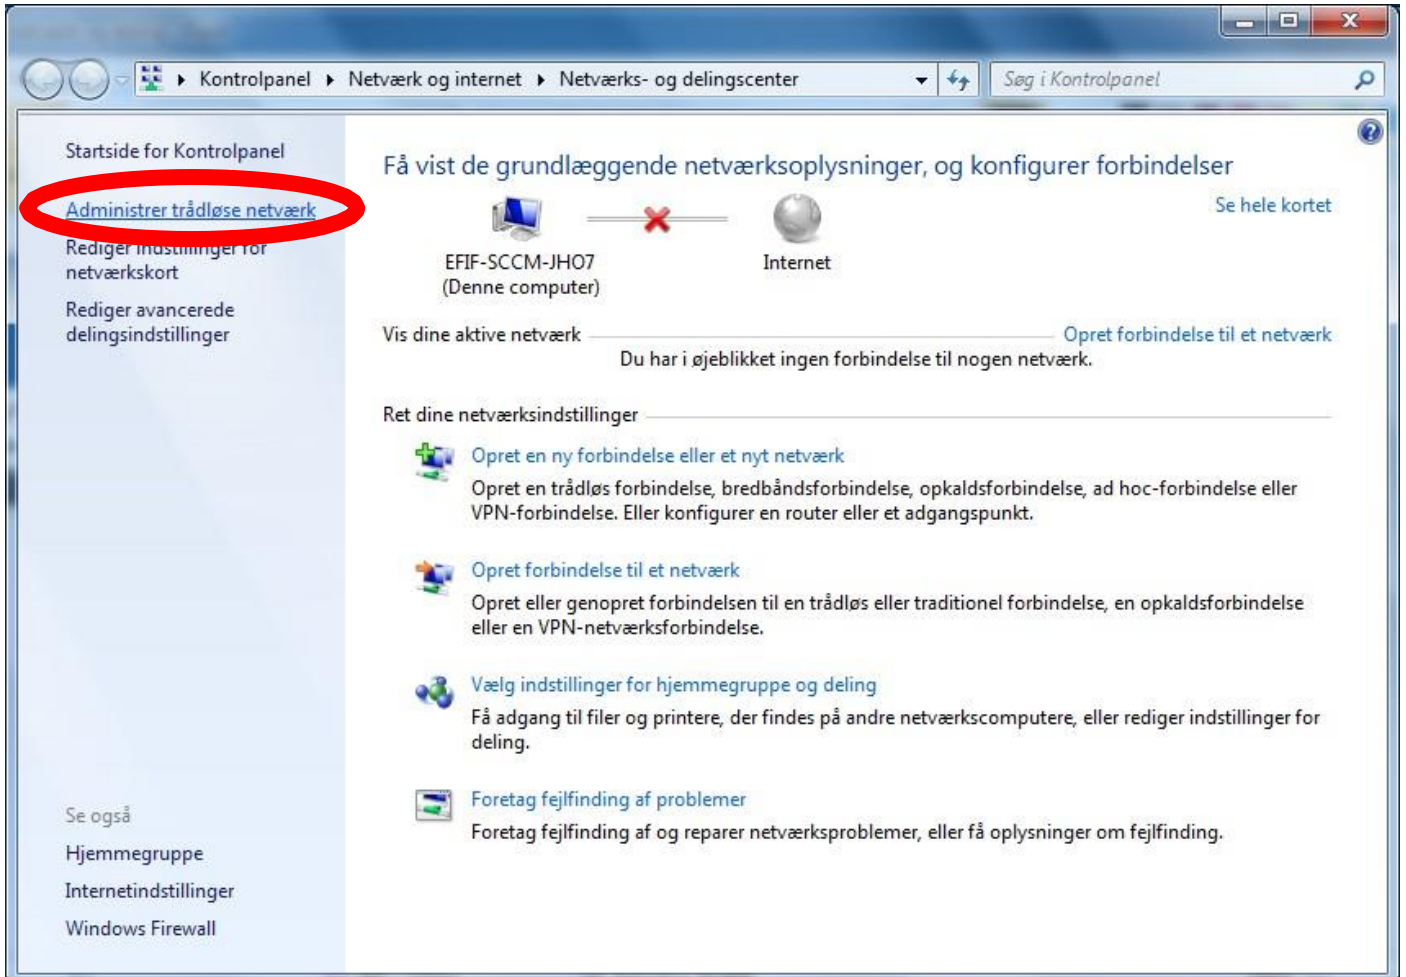 Kontrolpanel ▸ Netværk og internet ▸ Netværks- og delingscenter
Søg i Kontrolpanel
Startside for Kontrolpanel
Administrer trådløse netværk
Rediger indstillinger for
netværkskort
Rediger avancerede
delingsindstillinger
Se også
Hjemmegruppe
Internetindstillinger
Windows Firewall
Få vist de grundlæggende netværksoplysninger, og konfigurer forbindelser
Se hele kortet
EFIF-SCCM-JHO7
(Denne computer)
Internet
Vis dine aktive netværk
Opret forbindelse til et netværk
Du har i øjeblikket ingen forbindelse til nogen netværk.
Ret dine netværksindstillinger
Opret en ny forbindelse eller et nyt netværk
Opret en trådløs forbindelse, bredbåndsforbindelse, opkaldsforbindelse, ad hoc-forbindelse eller
VPN-forbindelse. Eller konfigurer en router eller et adgangspunkt.
Opret forbindelse til et netværk
Opret eller genopret forbindelsen til en trådløs eller traditionel forbindelse, en opkaldsforbindelse
eller en VPN-netværksforbindelse.
Vælg indstillinger for hjemmegruppe og deling
Få adgang til filer og printere, der findes på andre netværkscomputere, eller rediger indstillinger for
deling.
Foretag fejlfinding af problemer
Foretag fejlfinding af og reparer netværksproblemer, eller få oplysninger om fejlfinding.